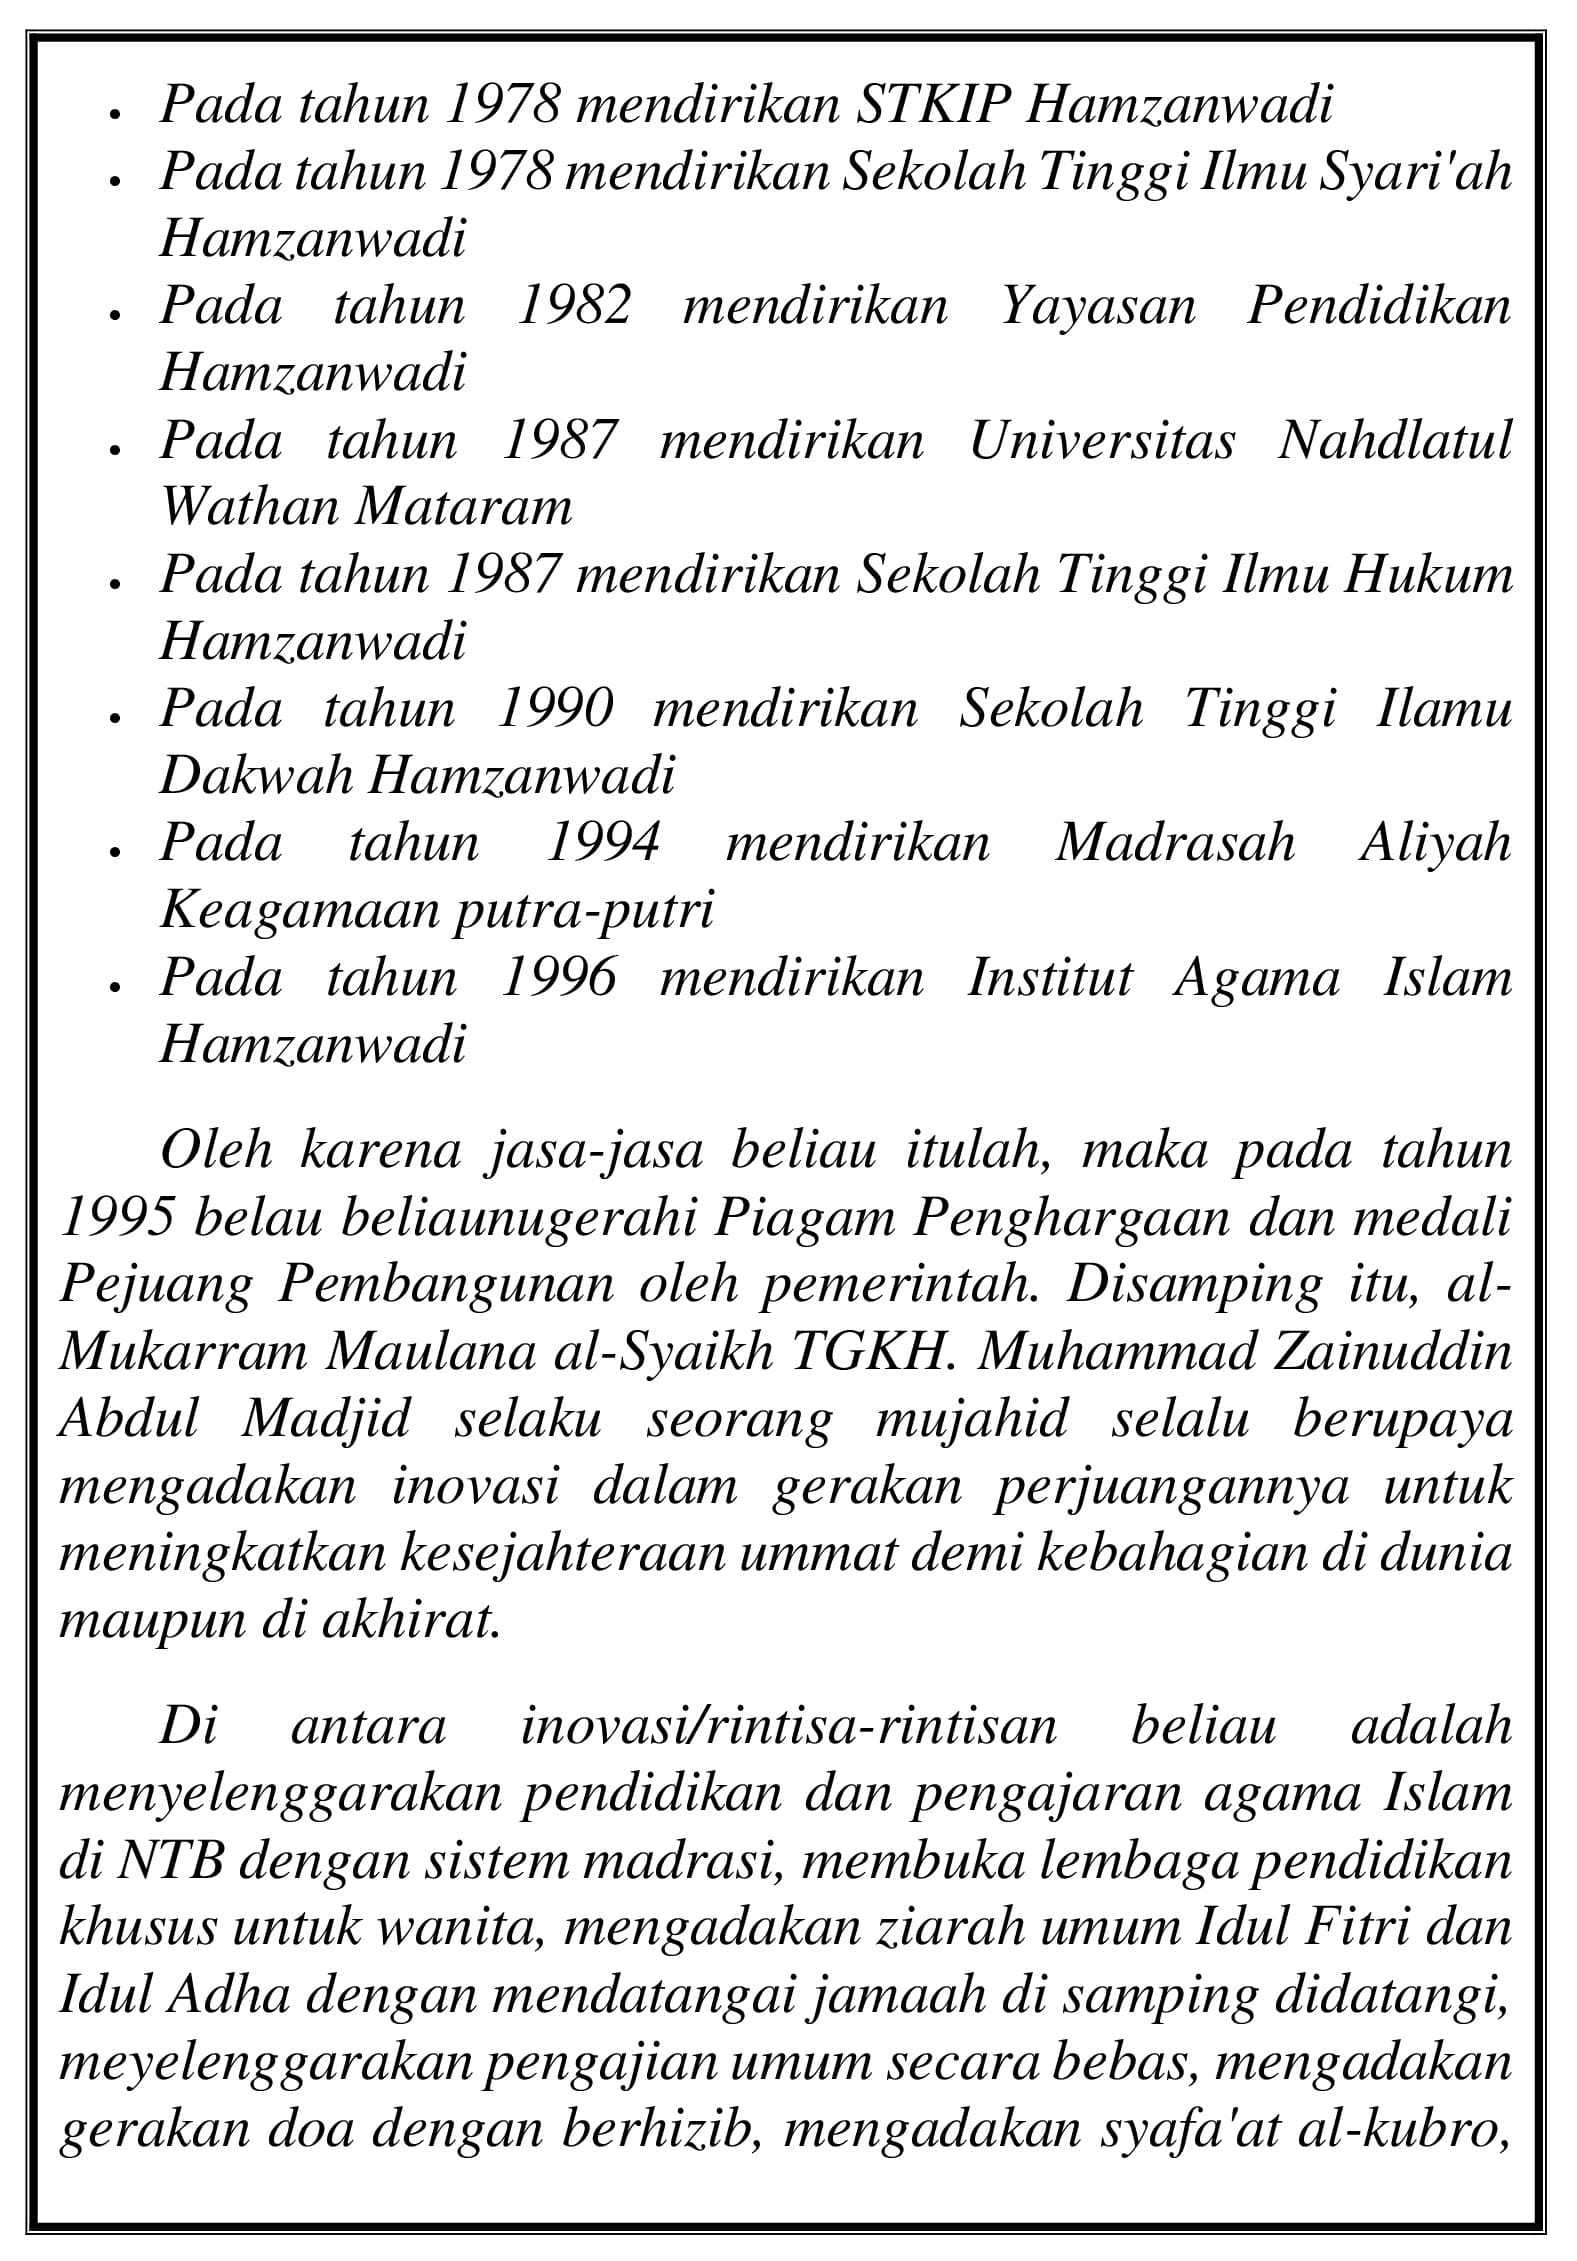 • Pada tahun 1978 mendirikan STKIP Hamzanwadi
• Pada tahun 1978 mendirikan Sekolah Tinggi Ilmu Syari'ah
Hamzanwadi
• Pada tahun 1982 mendirikan Yayasan Pendidikan
Hamzanwadi
• Pada tahun 1987 mendirikan Universitas Nahdlatul
Wathan Mataram
• Pada tahun 1987 mendirikan Sekolah Tinggi Ilmu Hukum
Hamzanwadi
• Pada tahun 1990 mendirikan Sekolah Tinggi Ilamu
Dakwah Hamzanwadi
• Pada tahun 1994 mendirikan Madrasah Aliyah
Keagamaan putra-putri
• Pada tahun 1996 mendirikan Institut Agama Islam
Hamzanwadi
Oleh karena jasa-jasa beliau itulah, maka pada tahun
1995 belau beliaunugerahi Piagam Penghargaan dan medali
Pejuang Pembangunan oleh pemerintah. Disamping itu, al-
Mukarram Maulana al-Syaikh TGKH. Muhammad Zainuddin
Abdul Madjid selaku seorang mujahid selalu berupaya
mengadakan inovasi dalam gerakan perjuangannya untuk
meningkatkan kesejahteraan ummat demi kebahagian di dunia
maupun di akhirat.
Di antara inovasi/rintisa-rintisan beliau adalah
menyelenggarakan pendidikan dan pengajaran agama Islam
di NTB dengan sistem madrasi, membuka lembaga pendidikan
khusus untuk wanita, mengadakan ziarah umum Idul Fitri dan
Idul Adha dengan mendatangai jamaah di samping didatangi,
meyelenggarakan pengajian umum secara bebas, mengadakan
gerakan doa dengan berhizib, mengadakan syafa'at al-kubro,